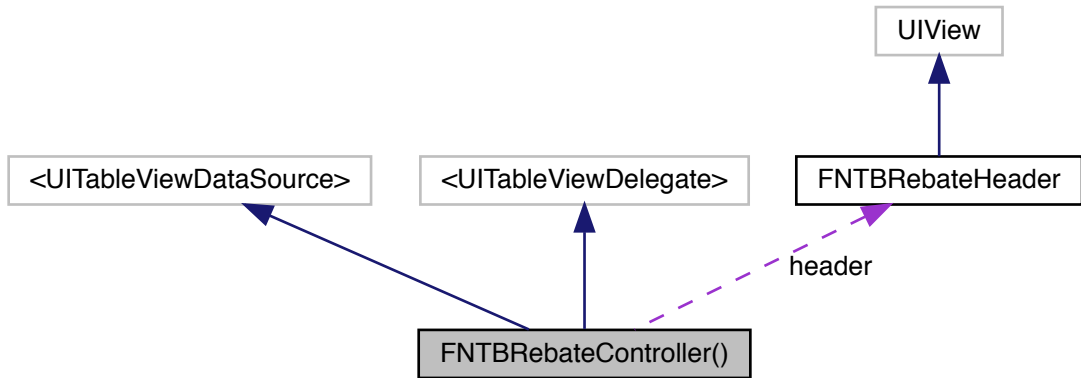 UIView
<UITableViewDataSource>
<UITableViewDelegate>
FNTBRebateHeader
header
FNTBRebateController()